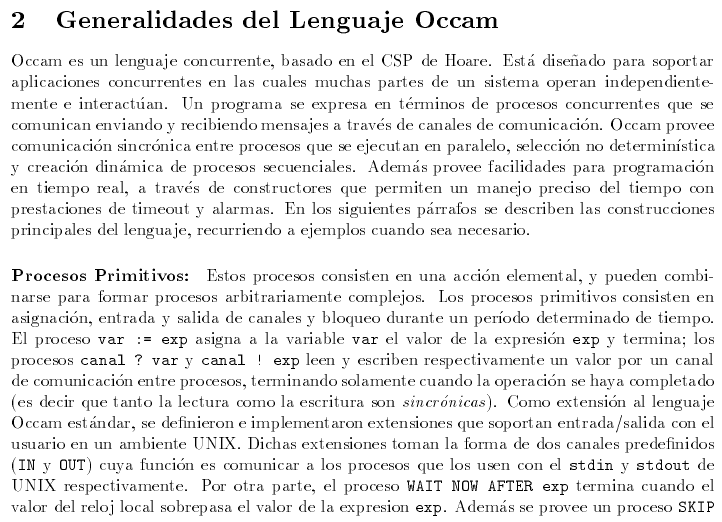 2 Generalidades del Lenguaje Occam
Occam es un lenguaje concurrente, basado en el CSP de Hoare. Está diseñado para soportar
aplicaciones concurrentes en las cuales muchas partes de un sistema operan independiente-
mente e interactúan. Un programa se expresa en términos de procesos concurrentes que se
comunican enviando y recibiendo mensajes a través de canales de comunicación. Occam provee
comunicación sincrónica entre procesos que se ejecutan en paralelo, selección no determinística
y creación dinámica de procesos secuenciales. Además provee facilidades para programación
en tiempo real, a través de constructores que permiten un manejo preciso del tiempo con
prestaciones de timeout y alarmas. En los siguientes párrafos se describen las construcciones
principales del lenguaje, recurriendo a ejemplos cuando sea necesario.
Procesos Primitivos: Estos procesos consisten en una acción elemental, y pueden combi-
narse para formar procesos arbitrariamente complejos. Los procesos primitivos consisten en
asignación, entrada y salida de canales y bloqueo durante un período determinado de tiempo.
El proceso var := exp asigna a la variable var el valor de la expresión exp y termina; los
procesos canal ? var y canal ! exp leen y escriben respectivamente un valor por un canal
de comunicación entre procesos, terminando solamente cuando la operación se haya completado
(es decir que tanto la lectura como la escritura son sincrónicas). Como extensión al lenguaje
Occam estándar, se definieron e implementaron extensiones que soportan entrada/salida con el
usuario en un ambiente UNIX. Dichas extensiones toman la forma de dos canales predefinidos
(IN y OUT) cuya función es comunicar a los procesos que los usen con el stdin y stdout de
UNIX respectivamente. Por otra parte, el proceso WAIT NOW AFTER exp termina cuando el
valor del reloj local sobrepasa el valor de la expresion exp. Además se provee un proceso SKIP